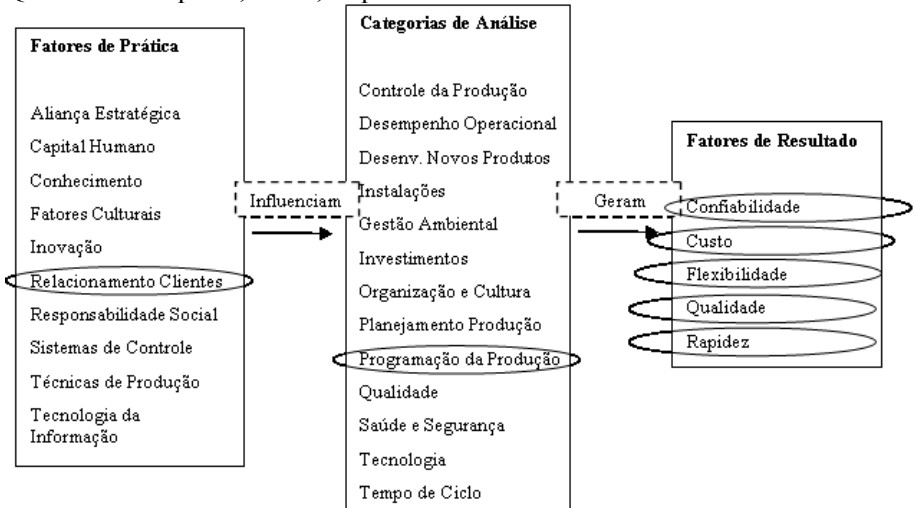 Fatores de Prática
Aliança Estratégica
Capital Humano
Conhecimento
Fatores Culturais
Inovação
Relacionamento Clientes
Responsabilidade Social
Sistemas de Controle
Técnicas de Produção
Tecnologia da
Informação
Influenciam
Categorias de Análise
Controle da Produção
Desempenho Operacional
Desenv. Novos Produtos
Instalações
Gestão Ambiental
Investimentos
Organização e Cultura
Planejamento Produção
Programação da Produção
Qualidade
Saúde e Segurança
Tecnologia
Tempo de Ciclo
Geram
Fatores de Resultado
Confiabilidade
Custo
Flexibilidade
Qualidade
Rapidez